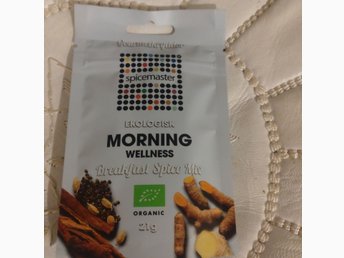 spicemaster
EKOLOGISK
MORNING
WELLNESS
Breakfast Spice Mix
ORGANIC
21g